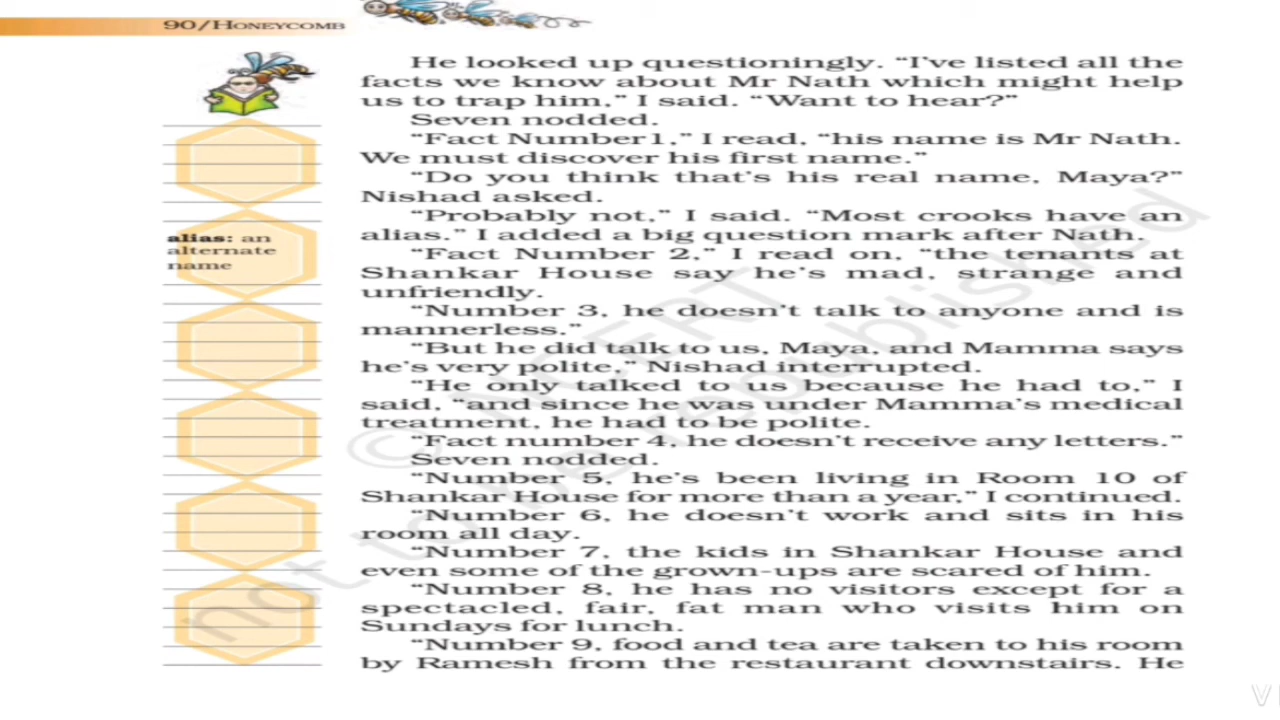 90/HONEYCOMB
He looked up questioningly. “I’ve listed all the
facts we know about Mr Nath which might help
us to trap him,” I said. “Want to hear?”
Seven nodded.
“Fact Number1,” I read, “his name is Mr Nath.
We must discover his first name.”
“Do you think that’s his real name, Maya?”
Nishad asked.
“Probably not,” I said. “Most crooks have an
alias.” I added a big question mark after Nath.
alias: an
alternate
name
“Fact Number 2,” I read on, “the tenants at
Shankar House say he’s mad, strange and
unfriendly.
“Number 3, he doesn’t talk to anyone and is
mannerless.”
“But he did talk to us, Maya, and Mamma says
he’s very polite,” Nishad interrupted.
“He only talked to us because he had to,” I
said, “and since he was under Mamma’s medical
treatment, he had to be polite.
“Fact number 4, he doesn’t receive any letters.”
Seven nodded.
“Number 5, he’s been living in Room 10 of
Shankar House for more than a year,” I continued.
“Number 6, he doesn’t work and sits in his
room all day.
“Number 7, the kids in Shankar House and
even some of the grown-ups are scared of him.
“Number 8, he has no visitors except for a
spectacled, fair, fat man who visits him on
Sundays for lunch.
“Number 9, food and tea are taken to his room
by Ramesh from the restaurant downstairs. He
© NCERT
not to be republished